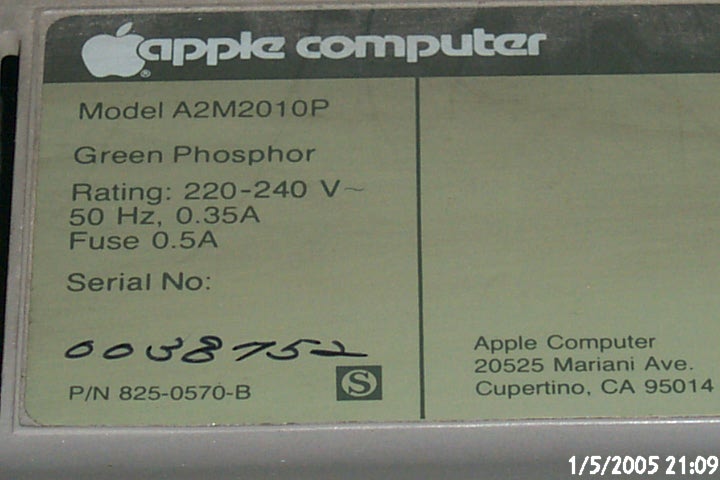 apple computer
Model A2M2010P
Green Phosphor
Rating: 220-240 V~
50 Hz, 0.35A
Fuse 0.5A
Serial No:
0038752
P/N 825-0570-B
S
Apple Computer
20525 Mariani Ave.
Cupertino, CA 95014
1/5/2005 21:09